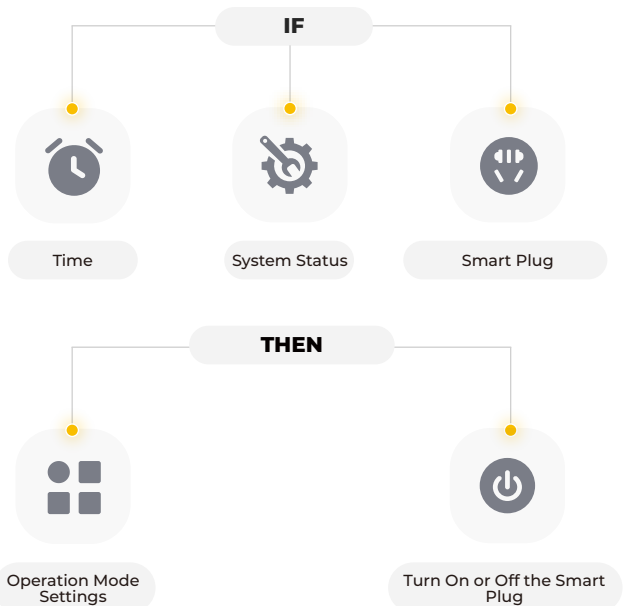 IF
Time
System Status
Smart Plug
THEN
Operation Mode
Settings
Turn On or Off the Smart
Plug